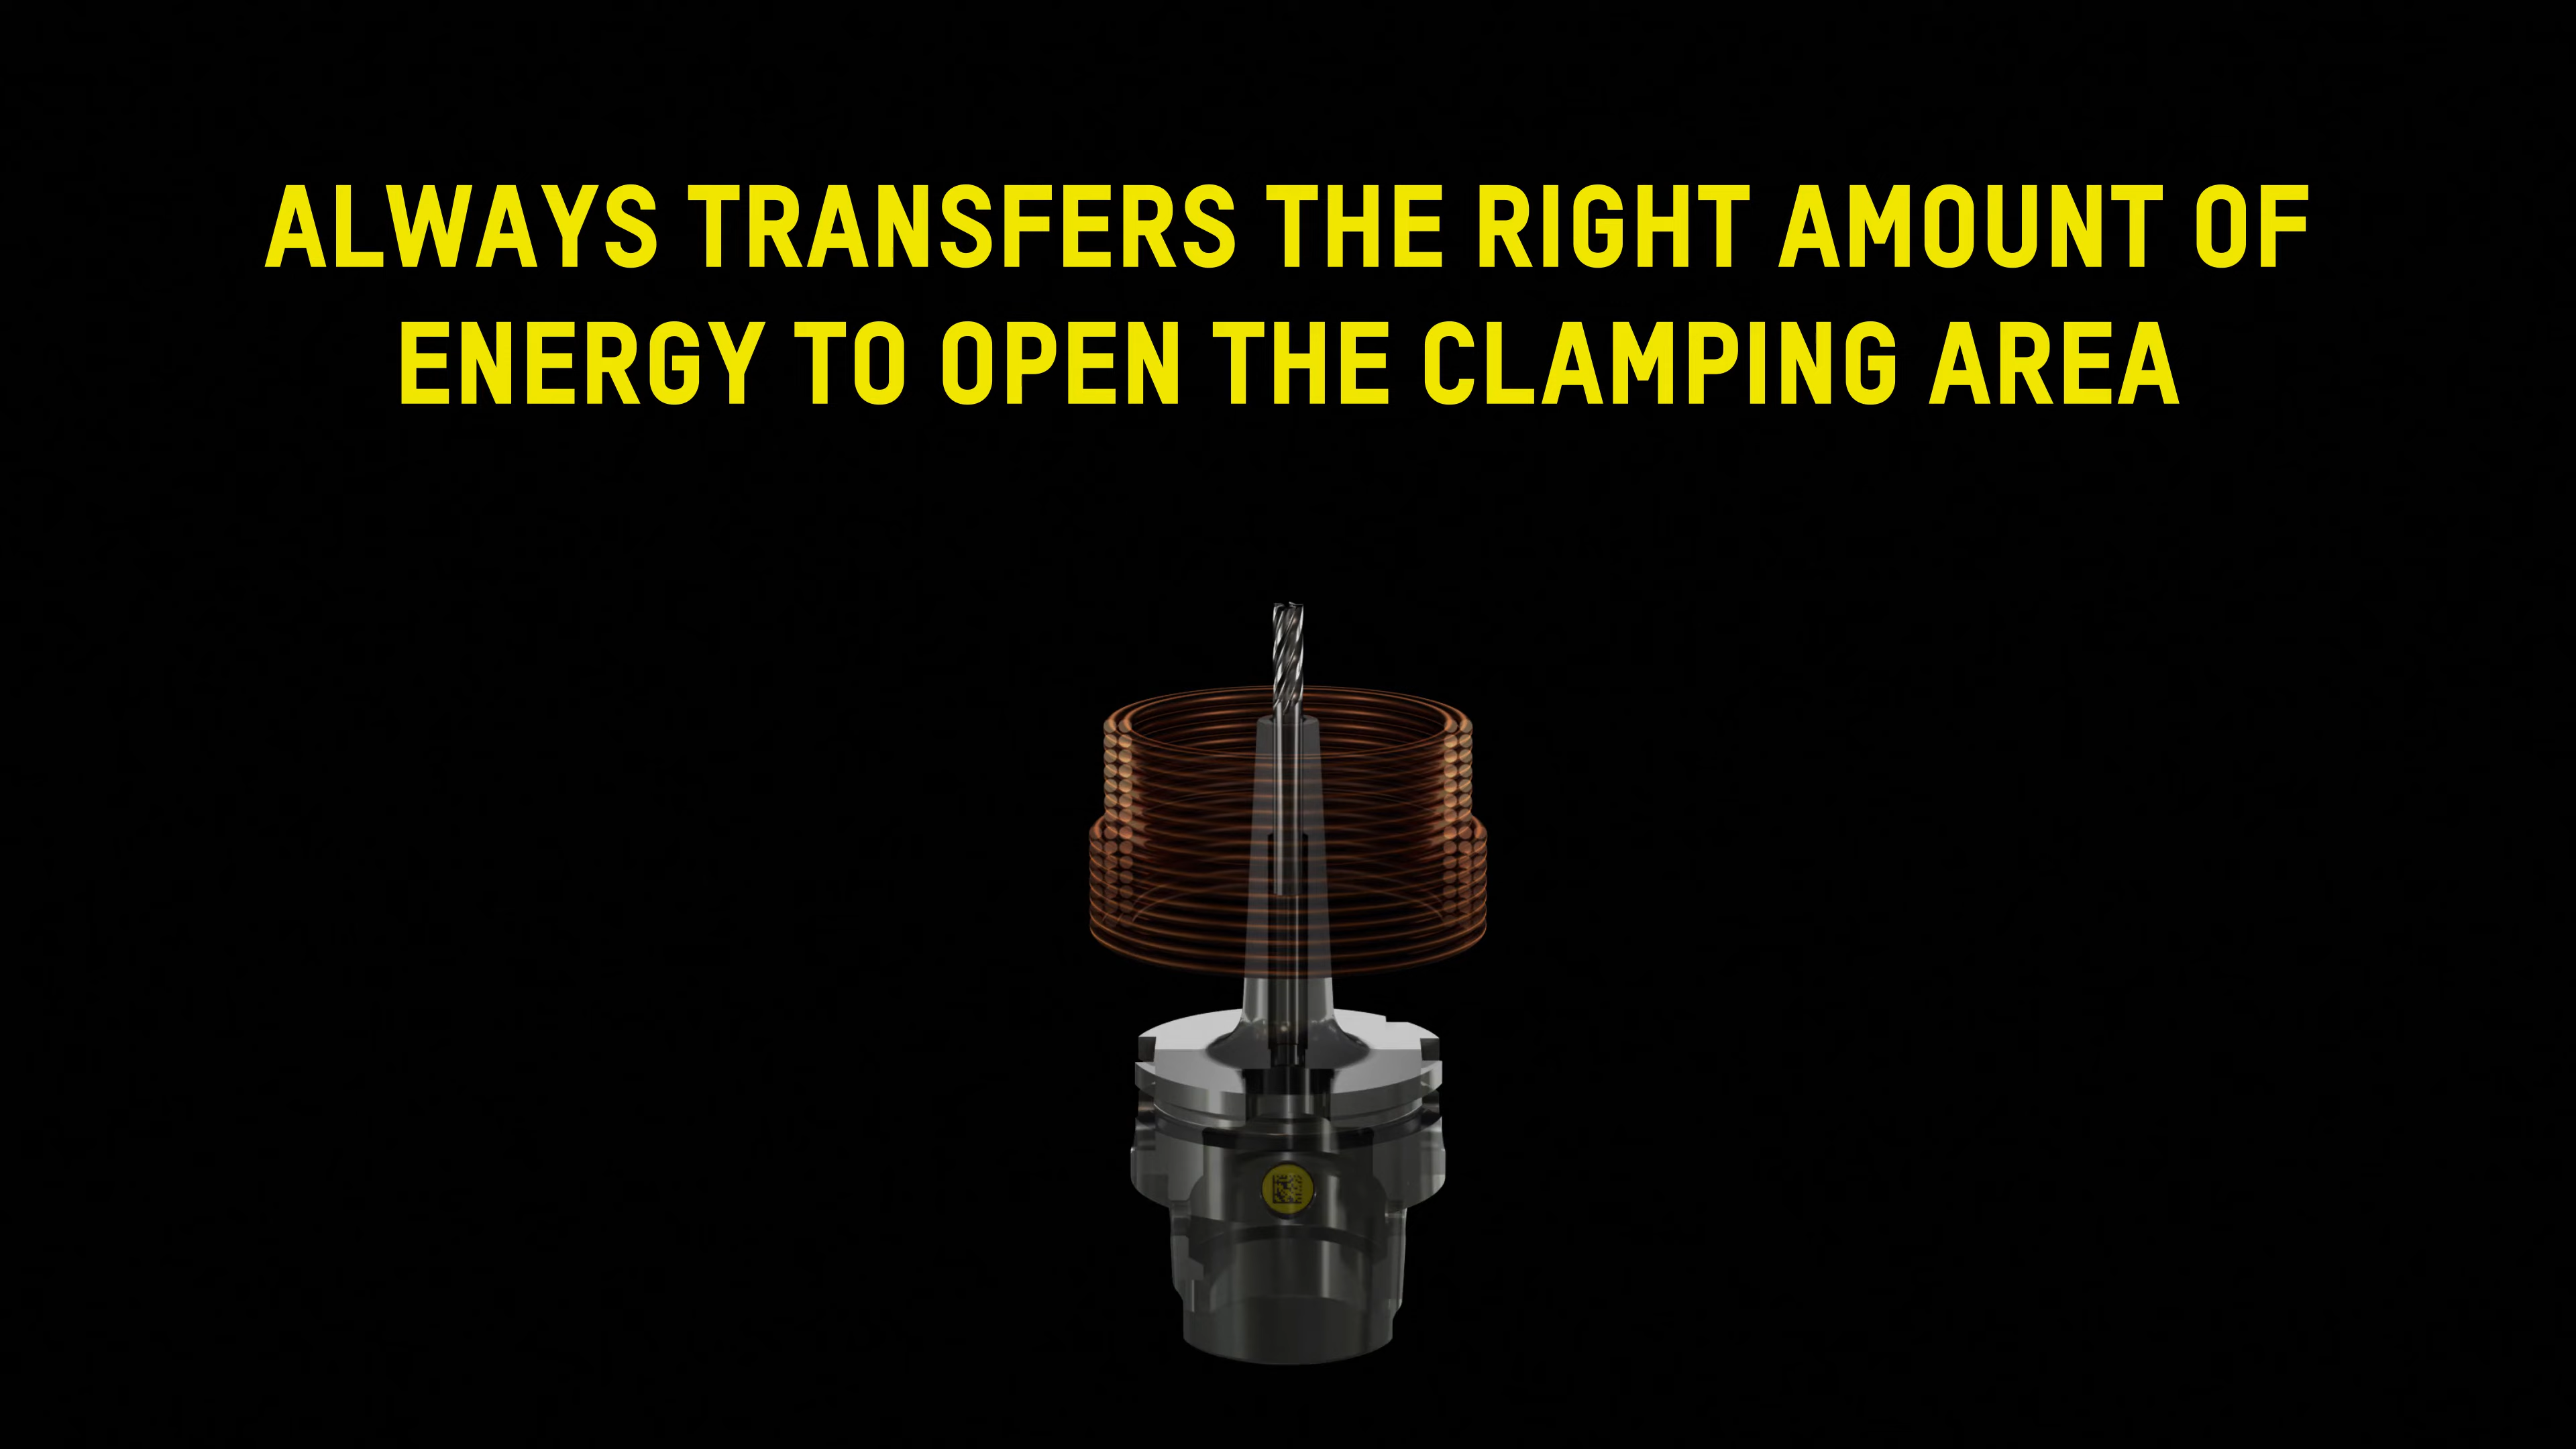 ALWAYS TRANSFERS THE RIGHT AMOUNT OF
ENERGY TO OPEN THE CLAMPING AREA